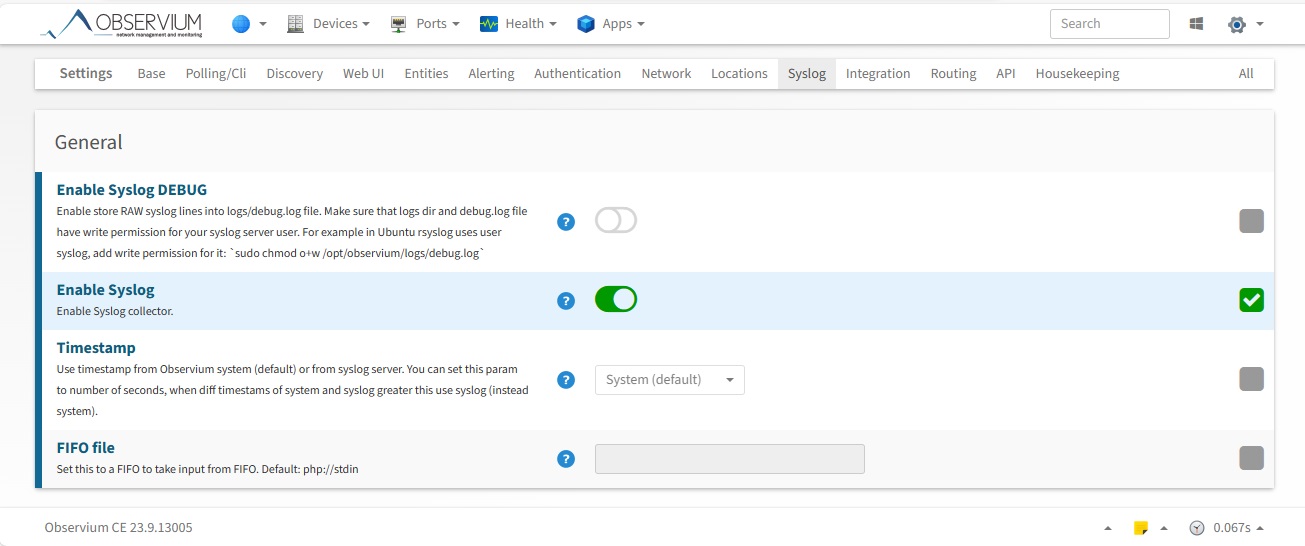 OBSERVIUM
network management and monitoring
Devices
Ports
Health
Apps
Search
Settings
Base
Polling/Cli
Discovery
Web UI
Entities
Alerting
Authentication
Network
Locations
Syslog
Integration
Routing
API
Housekeeping
All
General
Enable Syslog DEBUG
Enable store RAW syslog lines into logs/debug.log file. Make sure that logs dir and debug.log file
have write permission for your syslog server user. For example in Ubuntu rsyslog uses user
syslog, add write permission for it: `sudo chmod o+w /opt/observium/logs/debug.log`
?
Enable Syslog
Enable Syslog collector.
?
Timestamp
Use timestamp from Observium system (default) or from syslog server. You can set this param
to number of seconds, when diff timestams of system and syslog greater this use syslog (instead
system).
?
System (default)
FIFO file
Set this to a FIFO to take input from FIFO. Default: php://stdin
?
Observium CE 23.9.13005
0.067s